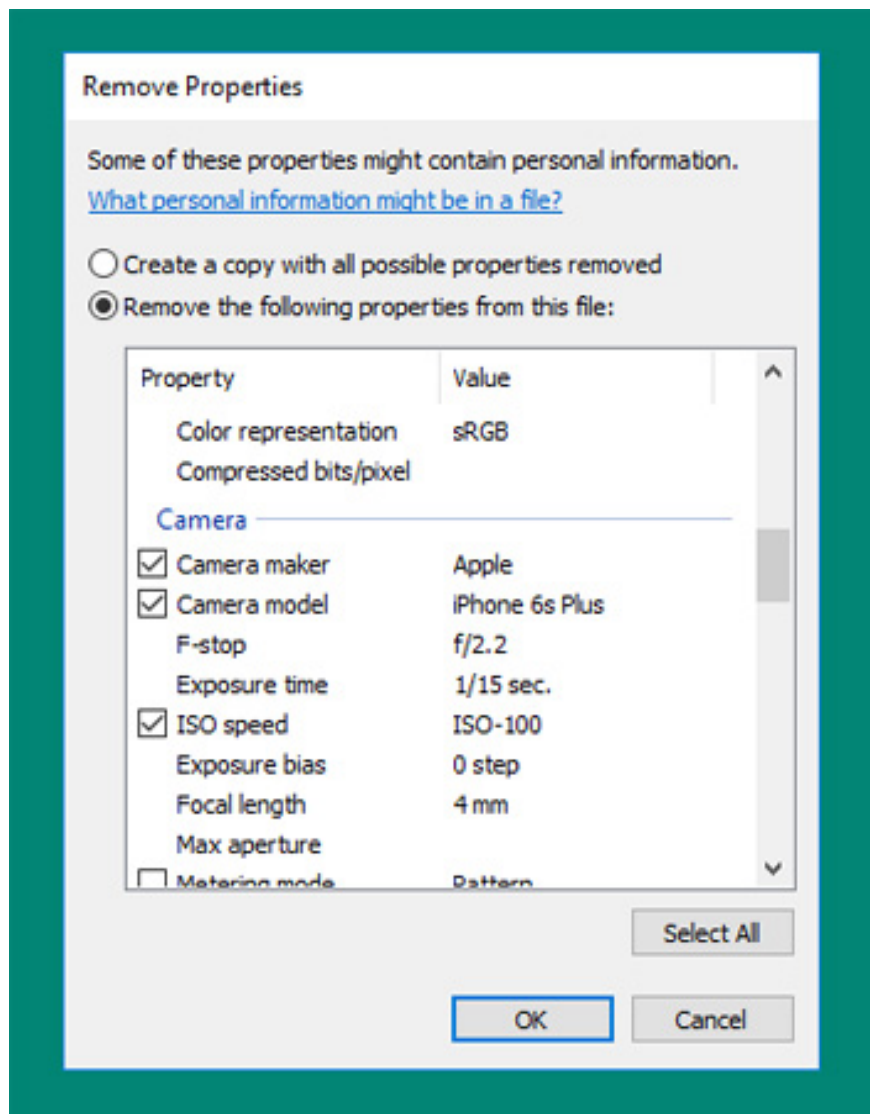 Remove Properties
Some of these properties might contain personal information.
What personal information might be in a file?
Create a copy with all possible properties removed
Remove the following properties from this file:
Property Value
Color representation sRGB
Compressed bits/pixel
Camera
Camera maker Apple
Camera model iPhone 6s Plus
F-stop f/2.2
Exposure time 1/15 sec.
ISO speed ISO-100
Exposure bias 0 step
Focal length 4 mm
Max aperture
Metering mode Pattern
Select All
OK Cancel